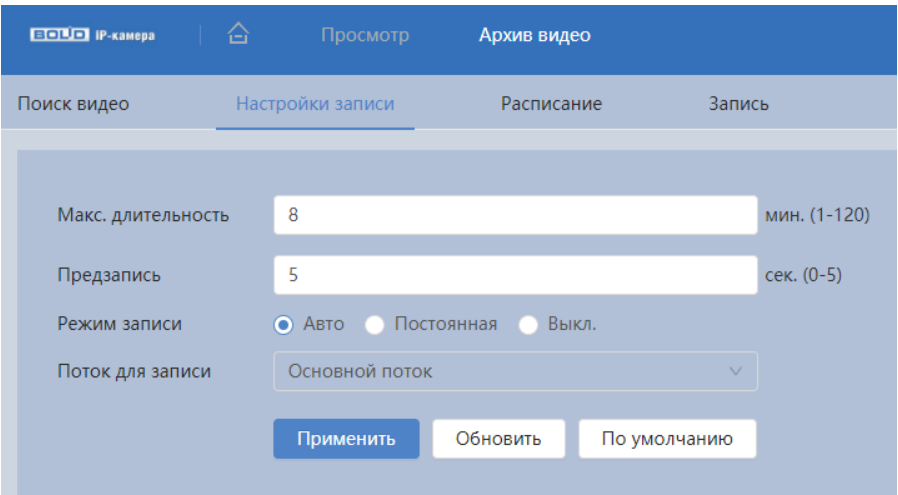 BOLID IP-камера Просмотр Архив видео
Поиск видео Настройки записи Расписание Запись
Макс. длительность 8 мин. (1-120)
Предзапись 5 сек. (0-5)
Режим записи Авто Постоянная Выкл.
Поток для записи Основной поток
Применить Обновить По умолчанию